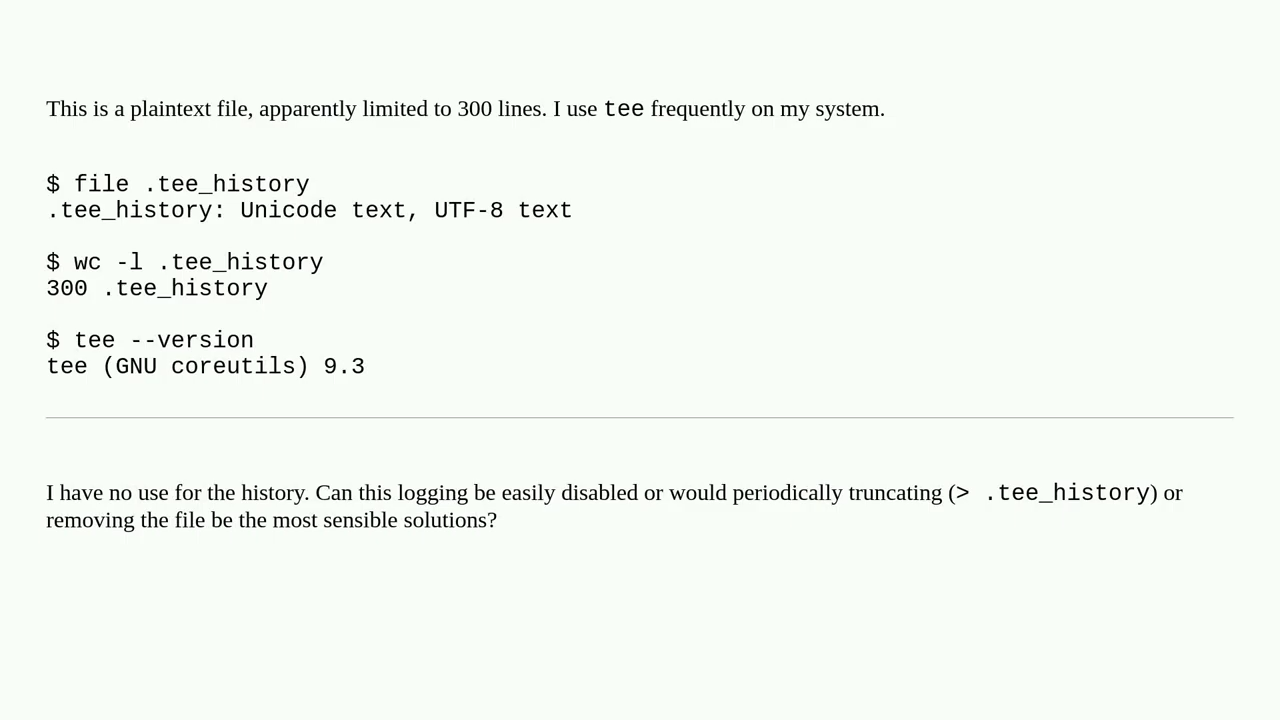 This is a plaintext file, apparently limited to 300 lines. I use tee frequently on my system.
$ file .tee_history
.tee_history: Unicode text, UTF-8 text
$ wc -l .tee_history
300 .tee_history
$ tee --version
tee (GNU coreutils) 9.3
I have no use for the history. Can this logging be easily disabled or would periodically truncating (> .tee_history) or
removing the file be the most sensible solutions?